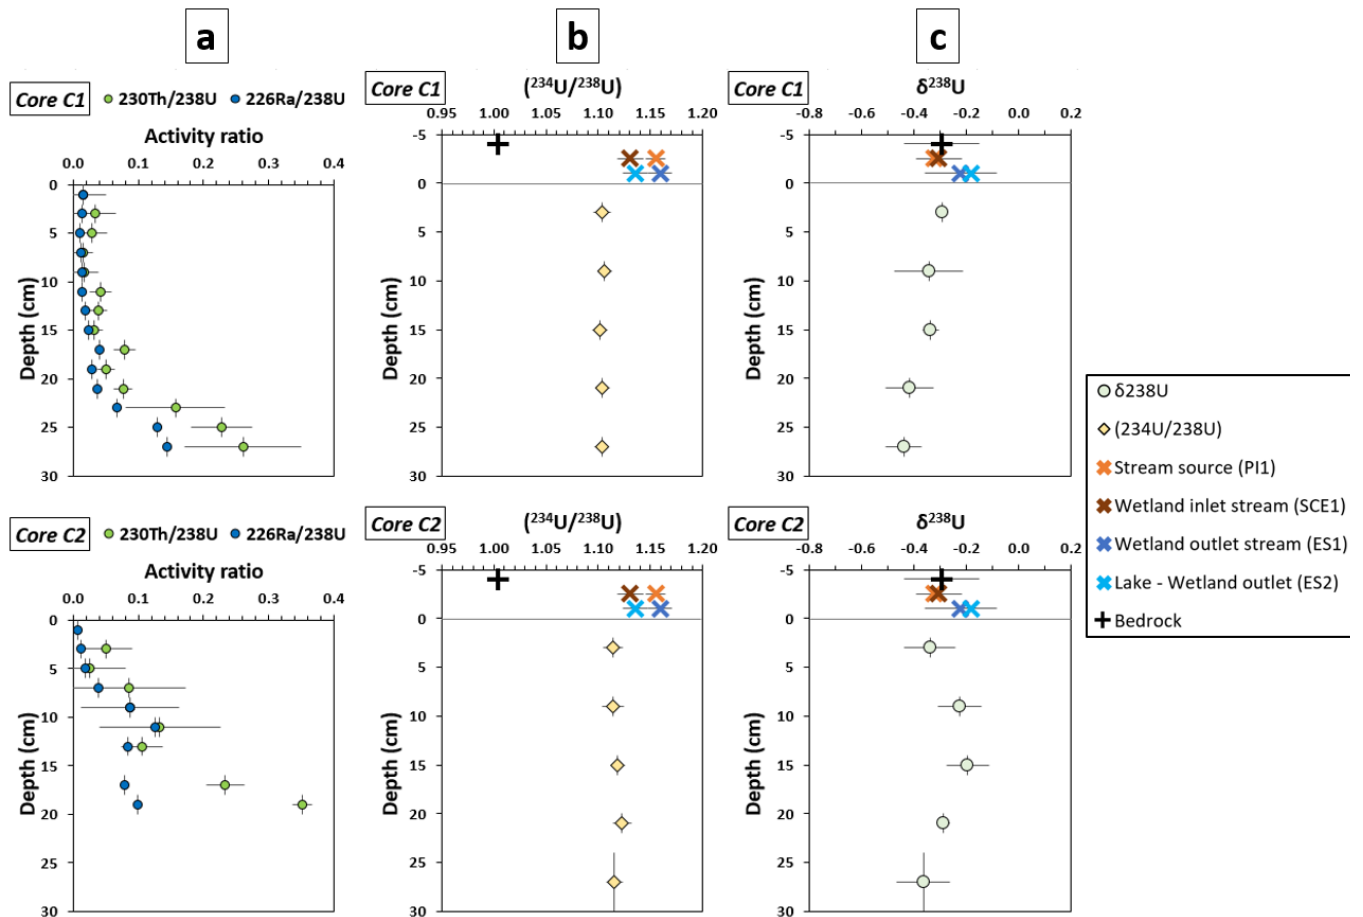 a
b
c
Core C1
230Th/238U
226Ra/238U
Activity ratio
0.0 0.1 0.2 0.3 0.4
Depth (cm)
0
5
10
15
20
25
30
Core C1
(²³⁴U/²³⁸U)
0.95 1.00 1.05 1.10 1.15 1.20
Depth (cm)
-5
0
5
10
15
20
25
30
Core C1
δ²³⁸U
-0.8 -0.6 -0.4 -0.2 0.0 0.2
Depth (cm)
-5
0
5
10
15
20
25
30
Core C2
230Th/238U
226Ra/238U
Activity ratio
0.0 0.1 0.2 0.3 0.4
Depth (cm)
0
5
10
15
20
25
30
Core C2
(²³⁴U/²³⁸U)
0.95 1.00 1.05 1.10 1.15 1.20
Depth (cm)
-5
0
5
10
15
20
25
30
Core C2
δ²³⁸U
-0.8 -0.6 -0.4 -0.2 0.0 0.2
Depth (cm)
-5
0
5
10
15
20
25
30
δ238U
(234U/238U)
Stream source (PI1)
Wetland inlet stream (SCE1)
Wetland outlet stream (ES1)
Lake - Wetland outlet (ES2)
Bedrock